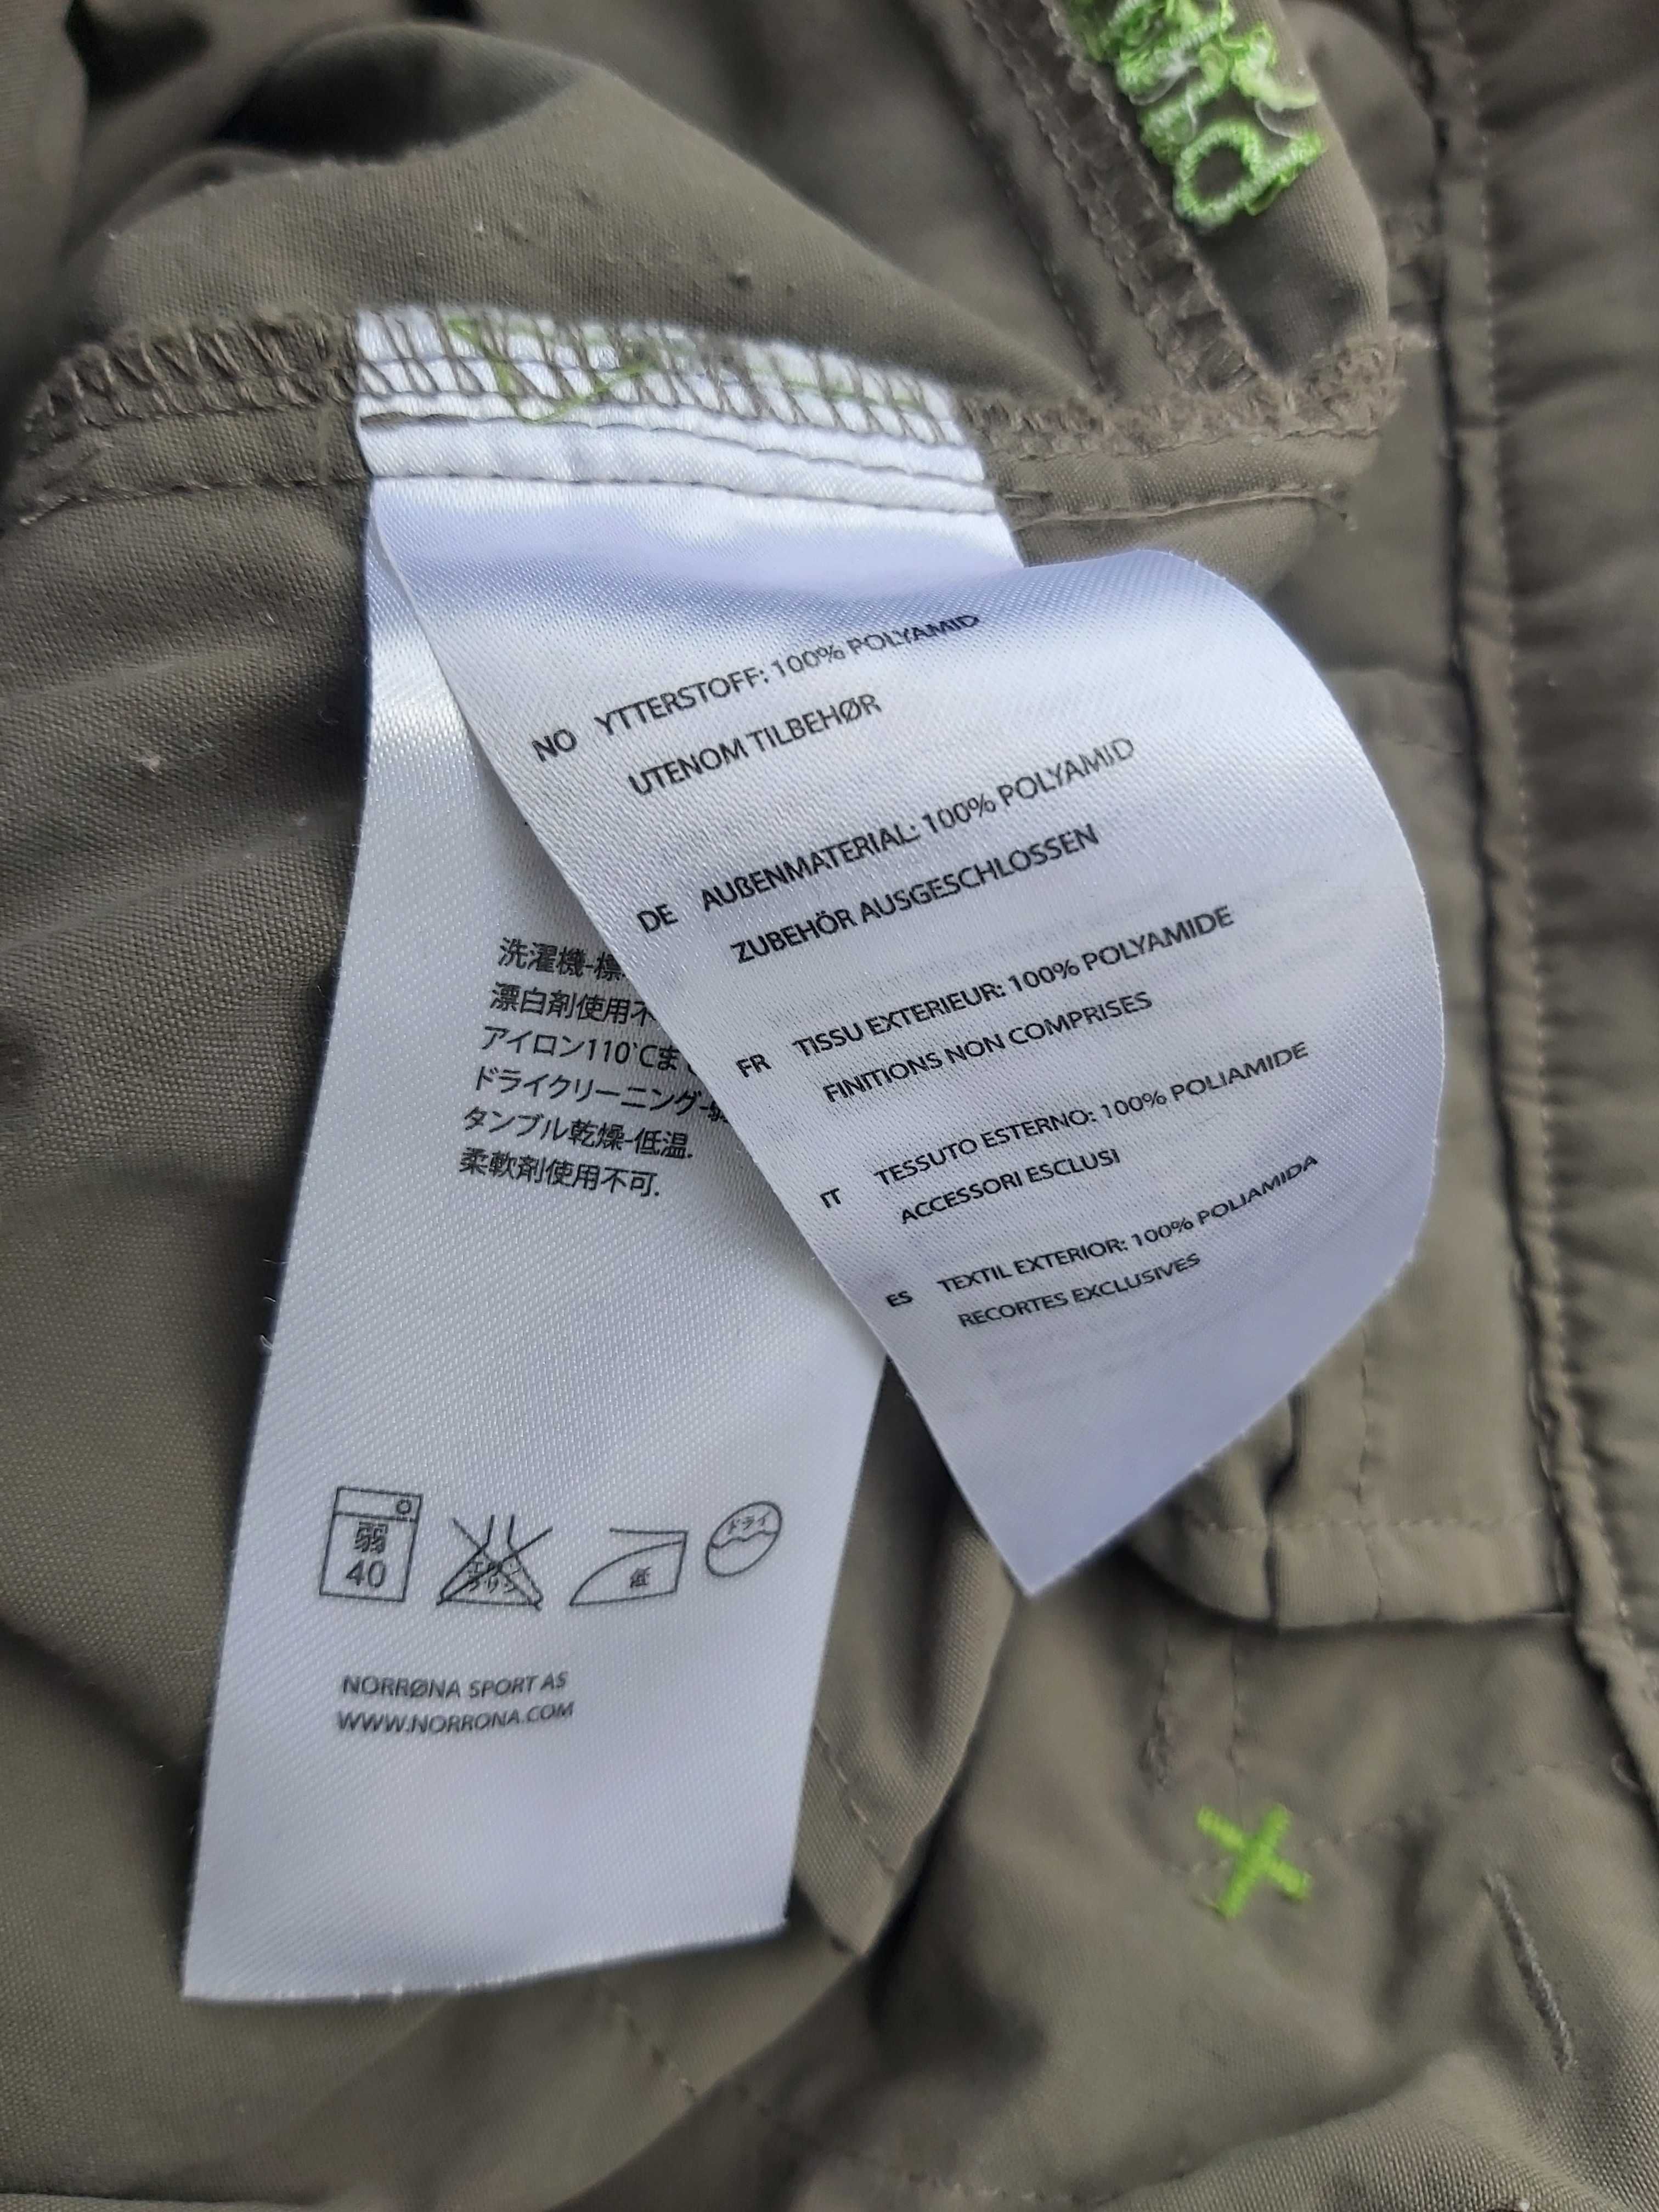 NO YTTERSTOFF: 100% POLYAMID
UTENOM TILBEHØR
DE AUßENMATERIAL: 100% POLYAMID
ZUBEHÖR AUSGESCHLOSSEN
FR TISSU EXTERIEUR: 100% POLYAMIDE
FINITIONS NON COMPRISES
IT TESSUTO ESTERNO: 100% POLIAMIDE
ACCESSORI ESCLUSI
ES TEXTIL EXTERIOR: 100% POLIAMIDA
RECORTES EXCLUSIVES
洗濯機-標
漂白剤使用不
アイロン110`Cま
ドライクリーニング-弱
タンブル乾燥-低温.
柔軟剤使用不可.
弱
40
低
ドライ
NORRØNA SPORT AS
WWW.NORRONA.COM